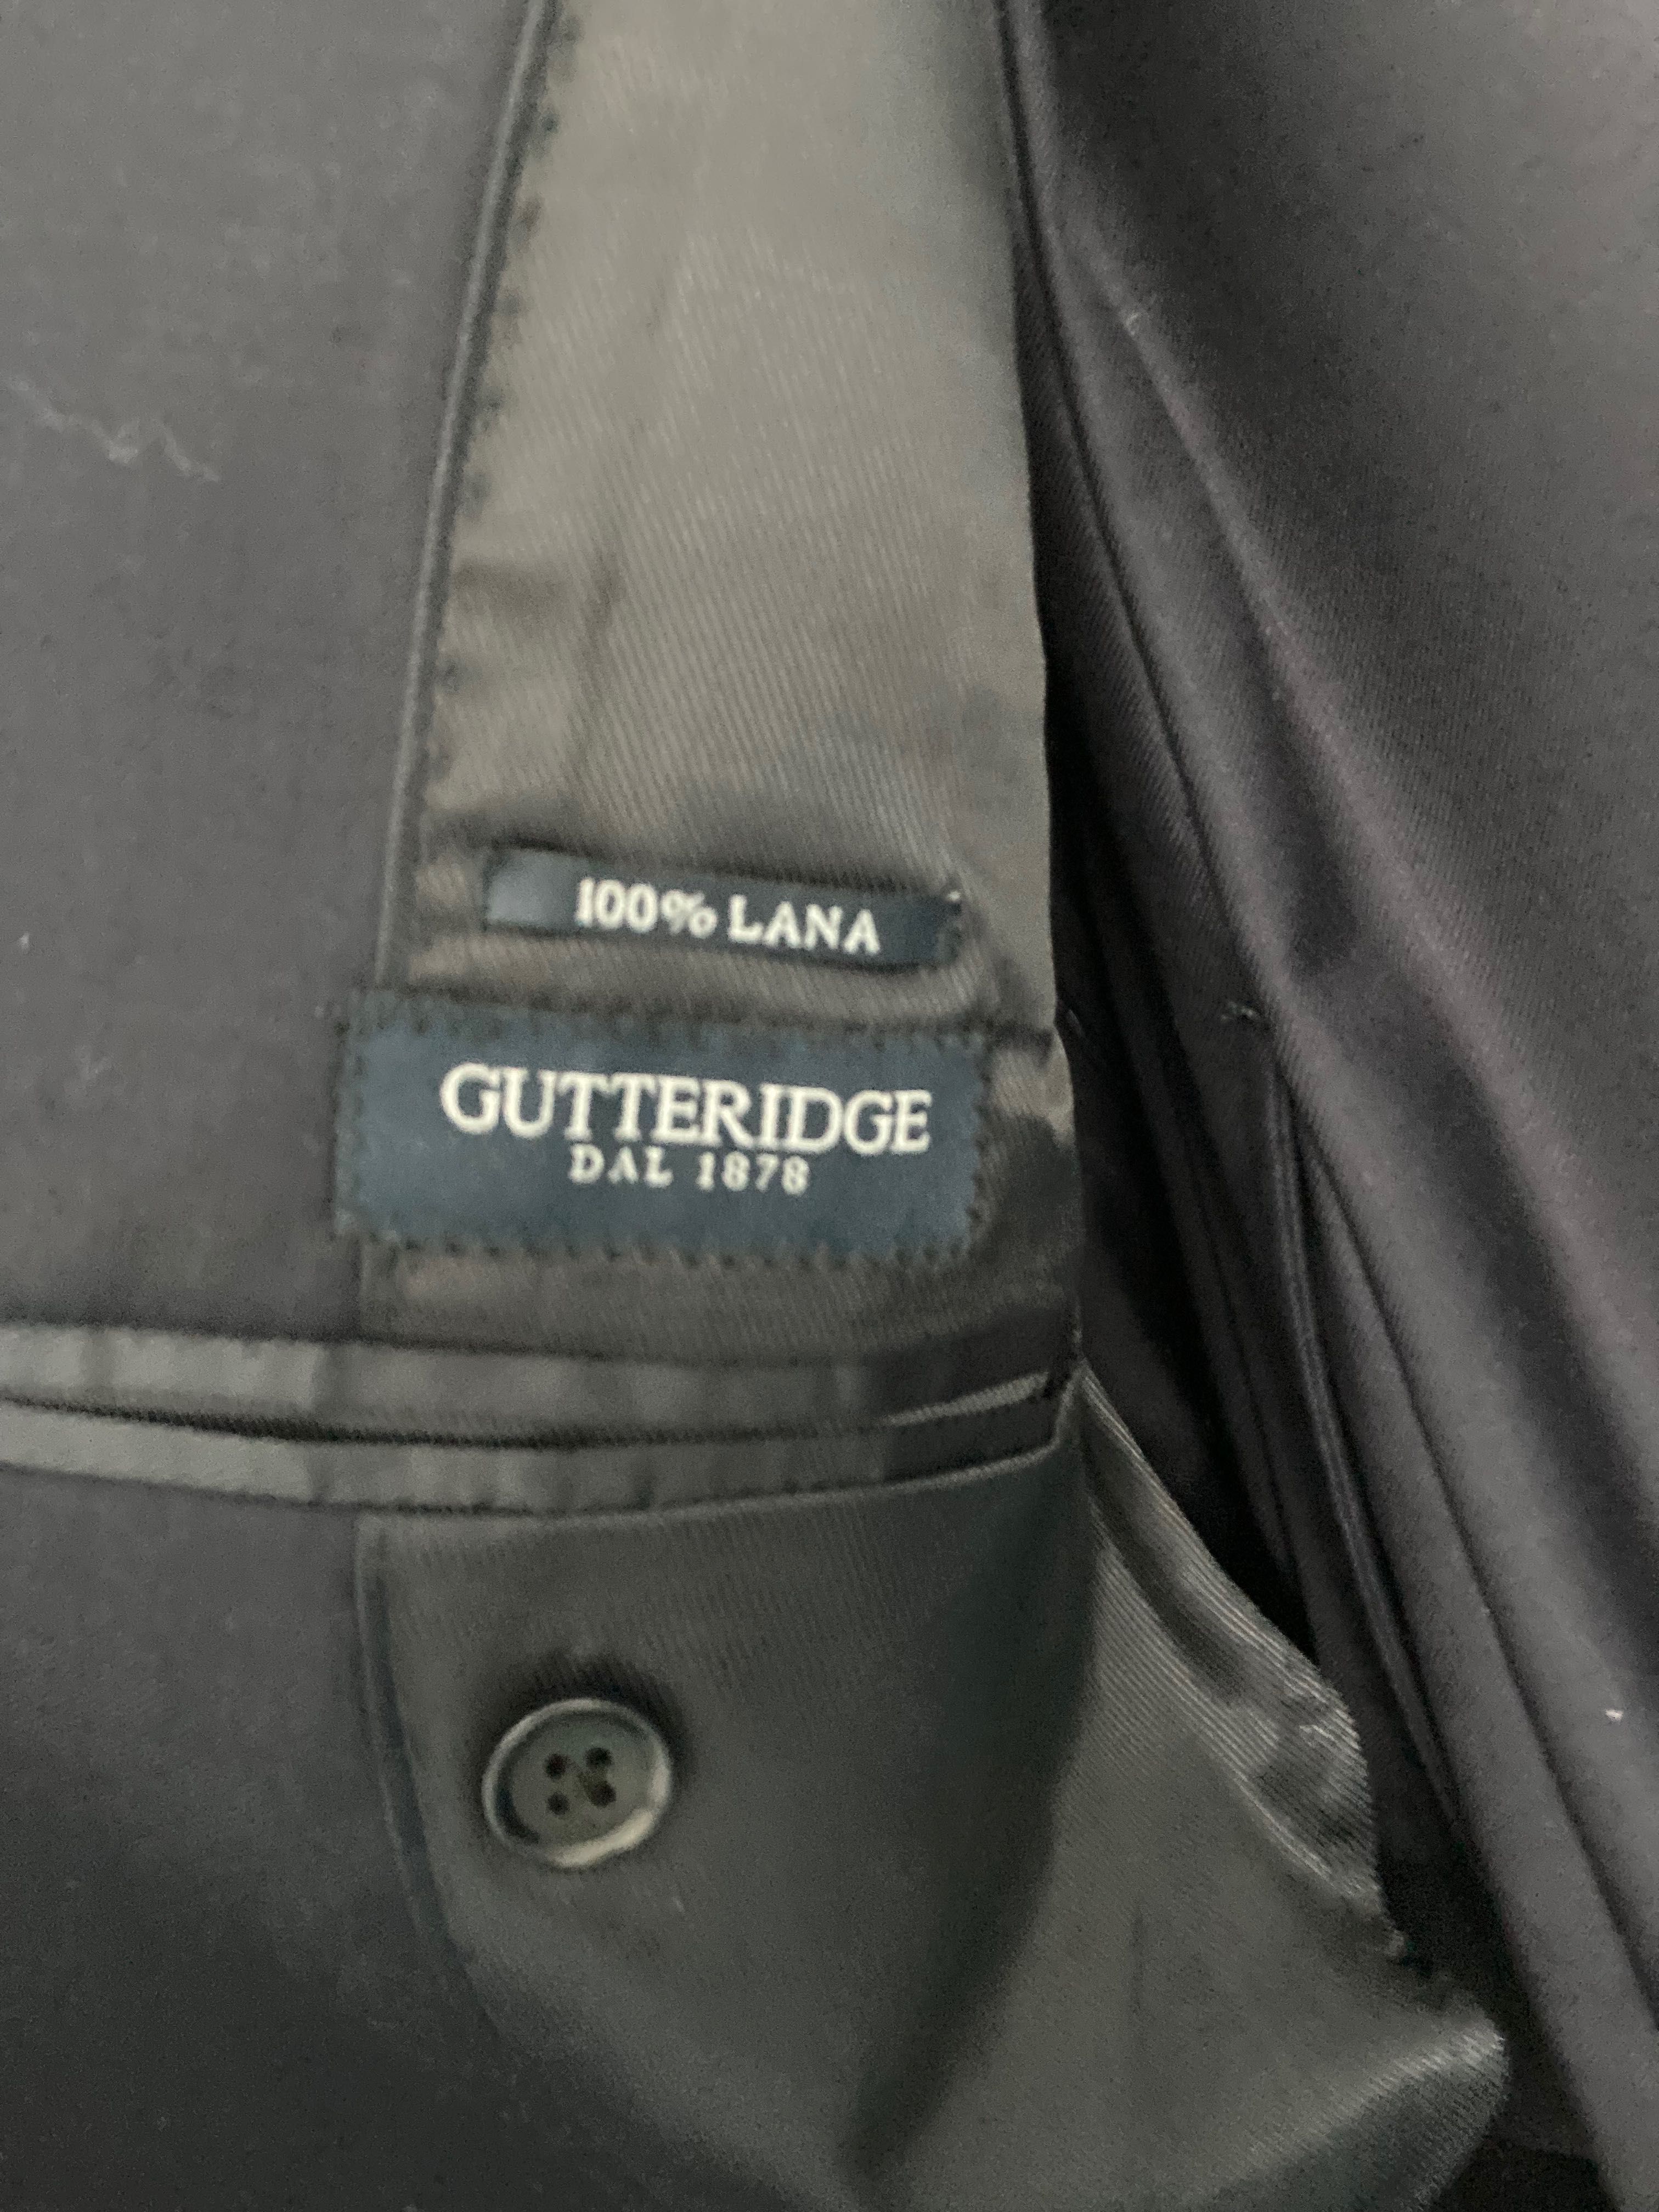 100% LANA
GUTTERIDGE
DAL 1878